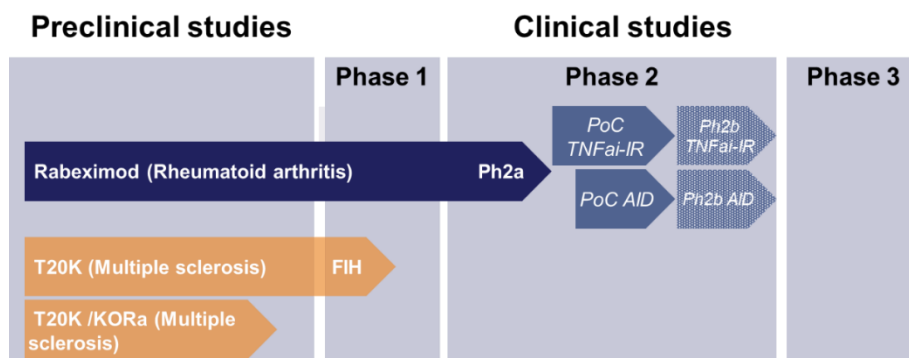 Preclinical studies
Clinical studies
Phase 1
Phase 2
Phase 3
PoC
TNFai-IR
Ph2b
TNFai-IR
Rabeximod (Rheumatoid arthritis)
Ph2a
PoC AID
Ph2b AID
T20K (Multiple sclerosis)
FIH
T20K /KORa (Multiple
sclerosis)